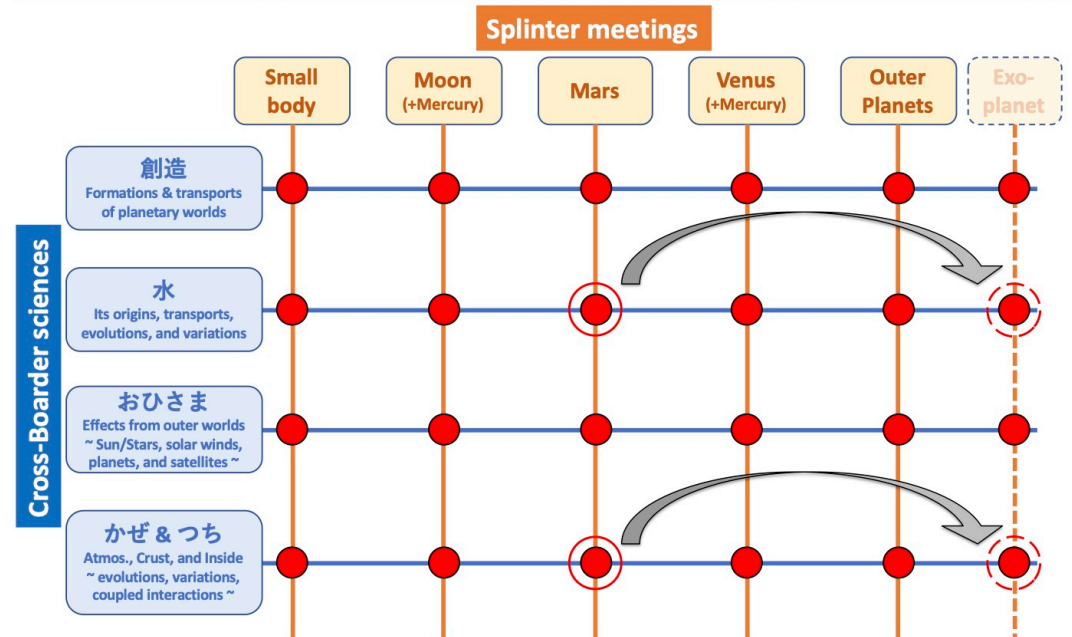 Splinter meetings
Small
body
Moon
(+Mercury)
Mars
Venus
(+Mercury)
Outer
Planets
Exo-
planet
Cross-Boarder sciences
創造
Formations & transports
of planetary worlds
水
Its origins, transports,
evolutions, and variations
おひさま
Effects from outer worlds
~ Sun/Stars, solar winds,
planets, and satellites ~
かぜ & つち
Atmos., Crust, and Inside
~ evolutions, variations,
coupled interactions ~